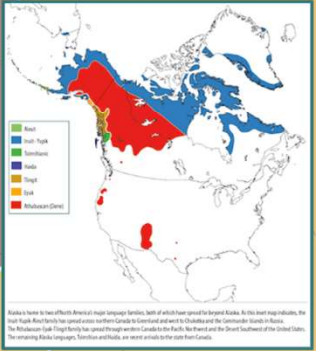 Aleut
Inuit-Yupik
Tsimshianic
Haida
Tlingit
Eyak
Athabascan (Dene)
Alaska is home to two of North America's major language families, both of which have spread far beyond Alaska. As this inset map indicates, the
Inuit-Yupik-Aleut family has spread across northern Canada to Greenland and west to Chukotka and the Commander Islands in Russia.
The Athabascan-Eyak-Tlingit family has spread through western Canada to the Pacific Northwest and the Desert Southwest of the United States.
The remaining Alaska languages, Tsimshian and Haida, are recent arrivals to the state from Canada.